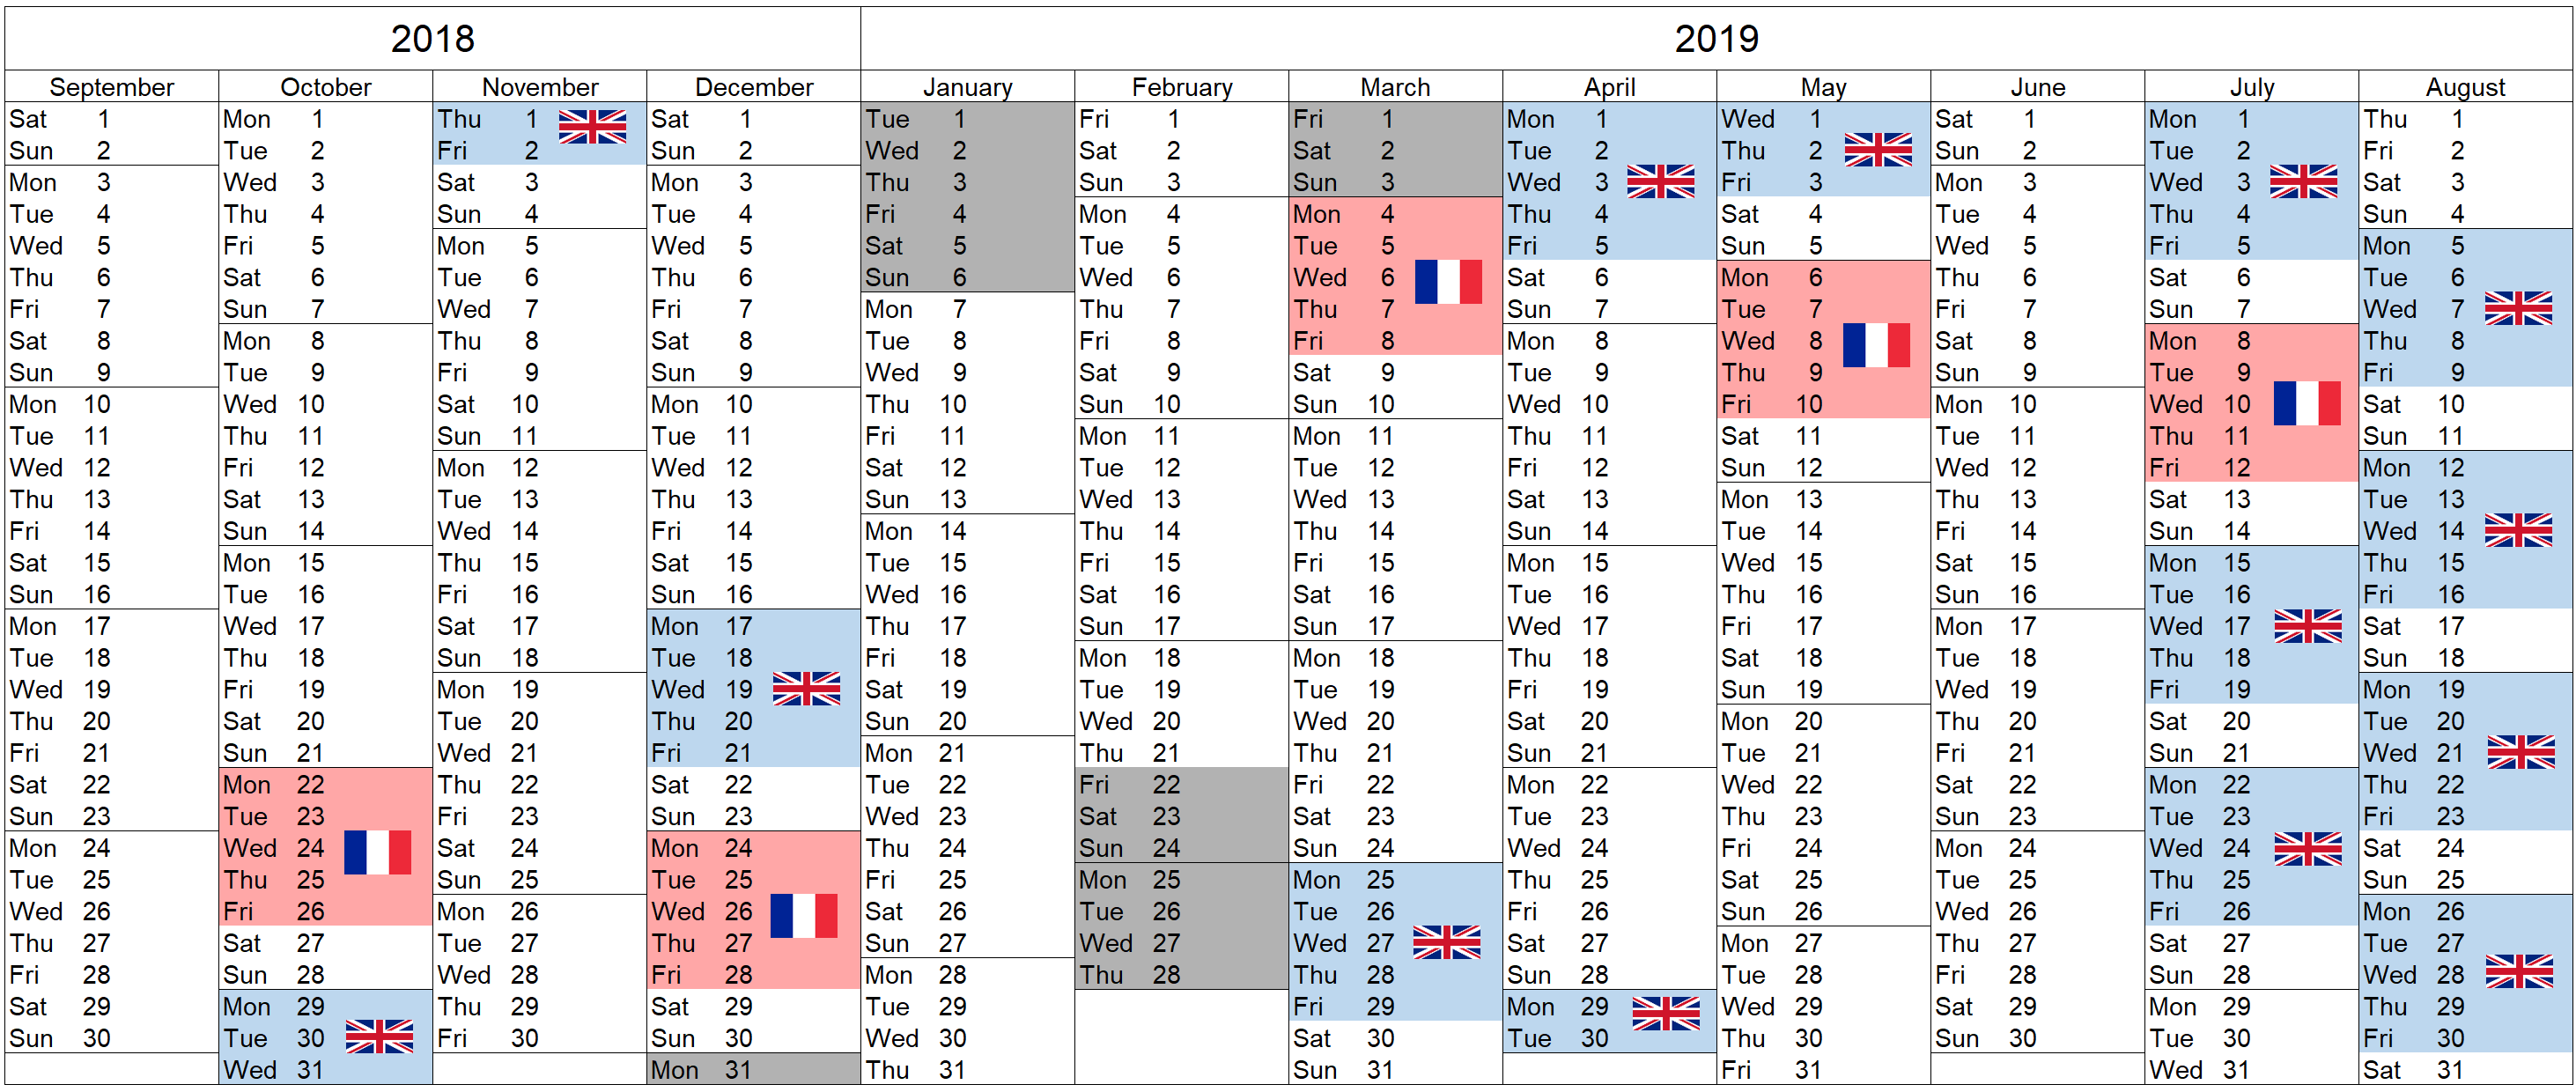 2018 2019
September October November December January February March April May June July August
Sat 1 Mon 1 Thu 1 Sat 1 Tue 1 Fri 1 Fri 1 Mon 1 Wed 1 Sat 1 Mon 1 Thu 1
Sun 2 Tue 2 Fri 2 Sun 2 Wed 2 Sat 2 Sat 2 Tue 2 Thu 2 Sun 2 Tue 2 Fri 2
Mon 3 Wed 3 Sat 3 Mon 3 Thu 3 Sun 3 Sun 3 Wed 3 Fri 3 Mon 3 Wed 3 Sat 3
Tue 4 Thu 4 Sun 4 Tue 4 Fri 4 Mon 4 Mon 4 Thu 4 Sat 4 Tue 4 Thu 4 Sun 4
Wed 5 Fri 5 Mon 5 Wed 5 Sat 5 Tue 5 Tue 5 Fri 5 Sun 5 Wed 5 Fri 5 Mon 5
Thu 6 Sat 6 Tue 6 Thu 6 Sun 6 Wed 6 Wed 6 Sat 6 Mon 6 Thu 6 Sat 6 Tue 6
Fri 7 Sun 7 Wed 7 Fri 7 Mon 7 Thu 7 Thu 7 Sun 7 Tue 7 Fri 7 Sun 7 Wed 7
Sat 8 Mon 8 Thu 8 Sat 8 Tue 8 Fri 8 Fri 8 Mon 8 Wed 8 Sat 8 Mon 8 Thu 8
Sun 9 Tue 9 Fri 9 Sun 9 Wed 9 Sat 9 Sat 9 Tue 9 Thu 9 Sun 9 Tue 9 Fri 9
Mon 10 Wed 10 Sat 10 Mon 10 Thu 10 Sun 10 Sun 10 Wed 10 Fri 10 Mon 10 Wed 10 Sat 10
Tue 11 Thu 11 Sun 11 Tue 11 Fri 11 Mon 11 Mon 11 Thu 11 Sat 11 Tue 11 Thu 11 Sun 11
Wed 12 Fri 12 Mon 12 Wed 12 Sat 12 Tue 12 Tue 12 Fri 12 Sun 12 Wed 12 Fri 12 Mon 12
Thu 13 Sat 13 Tue 13 Thu 13 Sun 13 Wed 13 Wed 13 Sat 13 Mon 13 Thu 13 Sat 13 Tue 13
Fri 14 Sun 14 Wed 14 Fri 14 Mon 14 Thu 14 Thu 14 Sun 14 Tue 14 Fri 14 Sun 14 Wed 14
Sat 15 Mon 15 Thu 15 Sat 15 Tue 15 Fri 15 Fri 15 Mon 15 Wed 15 Sat 15 Mon 15 Thu 15
Sun 16 Tue 16 Fri 16 Sun 16 Wed 16 Sat 16 Sat 16 Tue 16 Thu 16 Sun 16 Tue 16 Fri 16
Mon 17 Wed 17 Sat 17 Mon 17 Thu 17 Sun 17 Sun 17 Wed 17 Fri 17 Mon 17 Wed 17 Sat 17
Tue 18 Thu 18 Sun 18 Tue 18 Fri 18 Mon 18 Mon 18 Thu 18 Sat 18 Tue 18 Thu 18 Sun 18
Wed 19 Fri 19 Mon 19 Wed 19 Sat 19 Tue 19 Tue 19 Fri 19 Sun 19 Wed 19 Fri 19 Mon 19
Thu 20 Sat 20 Tue 20 Thu 20 Sun 20 Wed 20 Wed 20 Sat 20 Mon 20 Thu 20 Sat 20 Tue 20
Fri 21 Sun 21 Wed 21 Fri 21 Mon 21 Thu 21 Thu 21 Sun 21 Tue 21 Fri 21 Sun 21 Wed 21
Sat 22 Mon 22 Thu 22 Sat 22 Tue 22 Fri 22 Fri 22 Mon 22 Wed 22 Sat 22 Mon 22 Thu 22
Sun 23 Tue 23 Fri 23 Sun 23 Wed 23 Sat 23 Sat 23 Tue 23 Thu 23 Sun 23 Tue 23 Fri 23
Mon 24 Wed 24 Sat 24 Mon 24 Thu 24 Sun 24 Sun 24 Wed 24 Fri 24 Mon 24 Wed 24 Sat 24
Tue 25 Thu 25 Sun 25 Tue 25 Fri 25 Mon 25 Mon 25 Thu 25 Sat 25 Tue 25 Thu 25 Sun 25
Wed 26 Fri 26 Mon 26 Wed 26 Sat 26 Tue 26 Tue 26 Fri 26 Sun 26 Wed 26 Fri 26 Mon 26
Thu 27 Sat 27 Tue 27 Thu 27 Sun 27 Wed 27 Wed 27 Sat 27 Mon 27 Thu 27 Sat 27 Tue 27
Fri 28 Sun 28 Wed 28 Fri 28 Mon 28 Thu 28 Thu 28 Sun 28 Tue 28 Fri 28 Sun 28 Wed 28
Sat 29 Mon 29 Thu 29 Sat 29 Tue 29 Fri 29 Mon 29 Wed 29 Sat 29 Mon 29 Thu 29
Sun 30 Tue 30 Fri 30 Sun 30 Wed 30 Sat 30 Tue 30 Thu 30 Sun 30 Tue 30 Fri 30
Wed 31 Mon 31 Thu 31 Sun 31 Fri 31 Wed 31 Sat 31